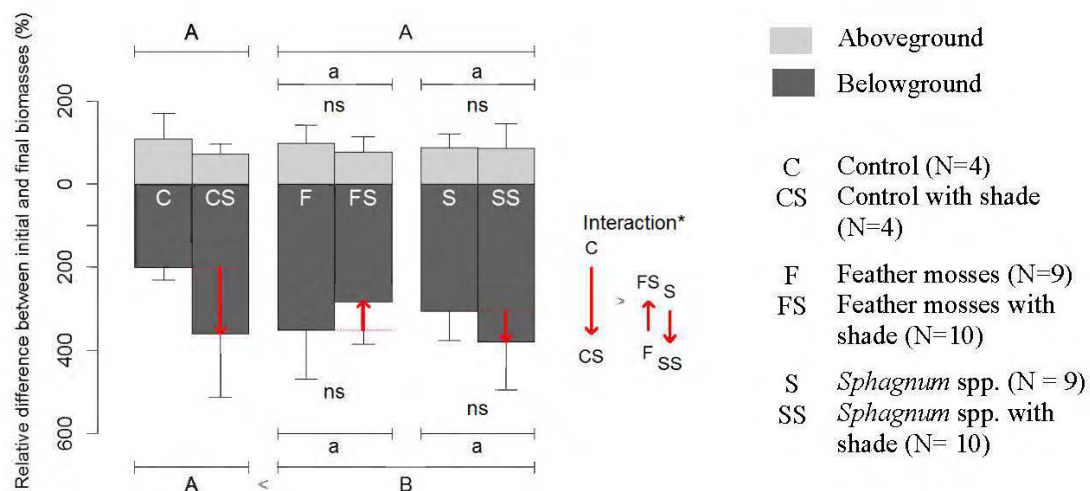 Relative difference between initial and final biomasses (%)
A
A
a
a
ns
ns
200
0
200
400
600
C
CS
F
FS
S
SS
ns
ns
a
a
A
<
B
Interaction*
C
>
FS S
CS
F SS
Aboveground
Belowground
C Control (N=4)
CS Control with shade
(N=4)
F Feather mosses (N=9)
FS Feather mosses with
shade (N=10)
S Sphagnum spp. (N = 9)
SS Sphagnum spp. with
shade (N= 10)